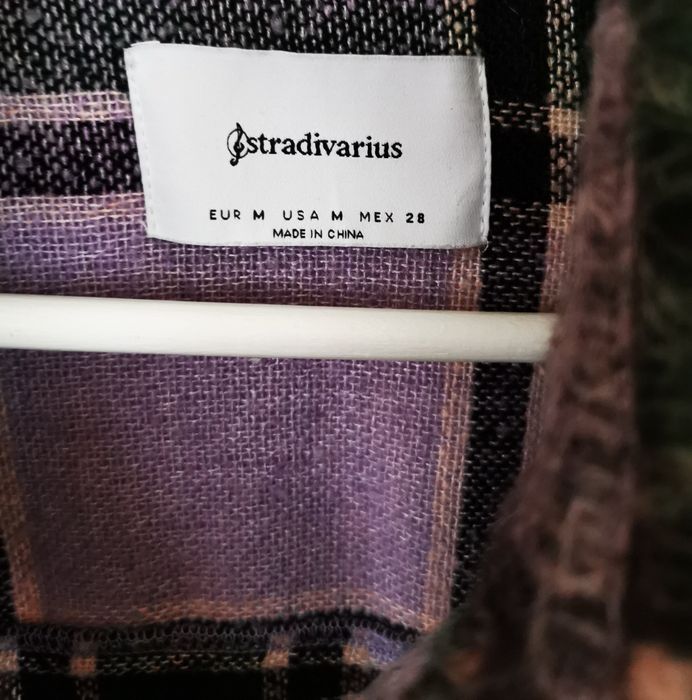 stradivarius
EUR M USA M MEX 28
MADE IN CHINA